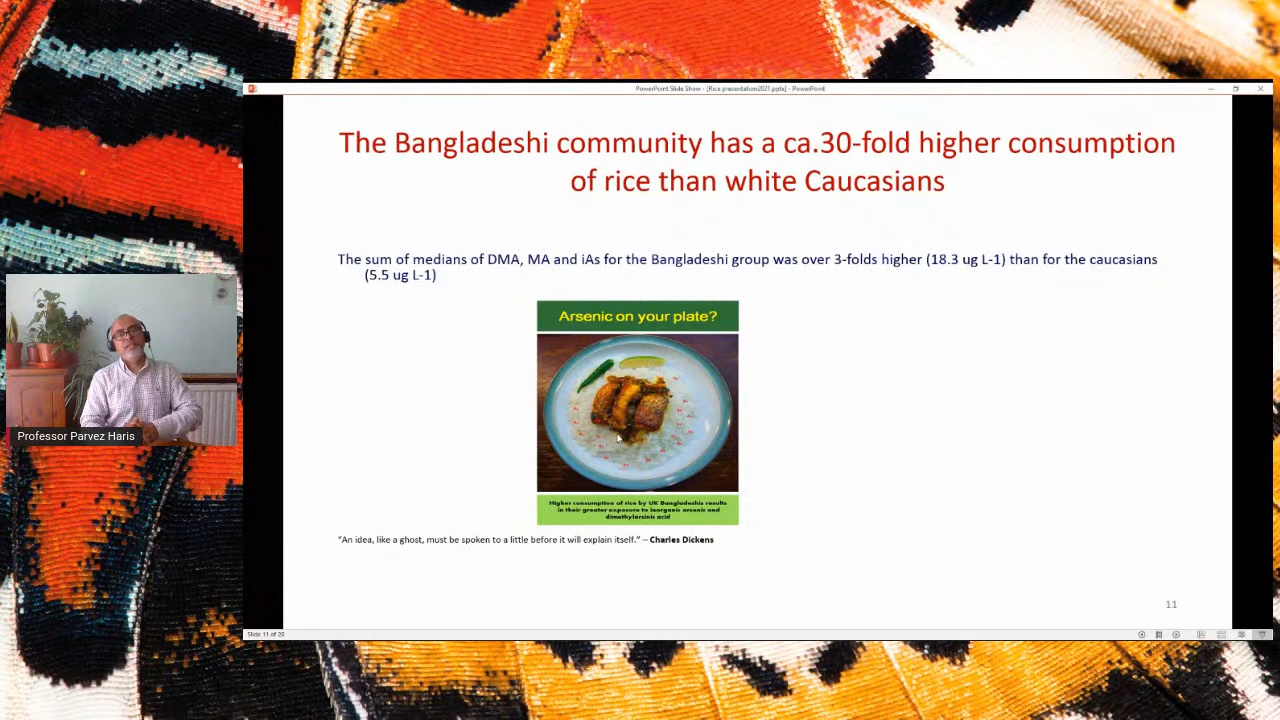 PowerPoint Slide Show - [Rice presentation2021.pptx] - PowerPoint
The Bangladeshi community has a ca.30-fold higher consumption
of rice than white Caucasians
The sum of medians of DMA, MA and iAs for the Bangladeshi group was over 3-folds higher (18.3 ug L-1) than for the caucasians
(5.5 ug L-1)
Arsenic on your plate?
Higher consumption of rice by UK Bangladeshis results
in their greater exposure to inorganic arsenic and
dimethylarsinic acid
"An idea, like a ghost, must be spoken to a little before it will explain itself." – Charles Dickens
11
Slide 11 of 28
Professor Parvez Haris